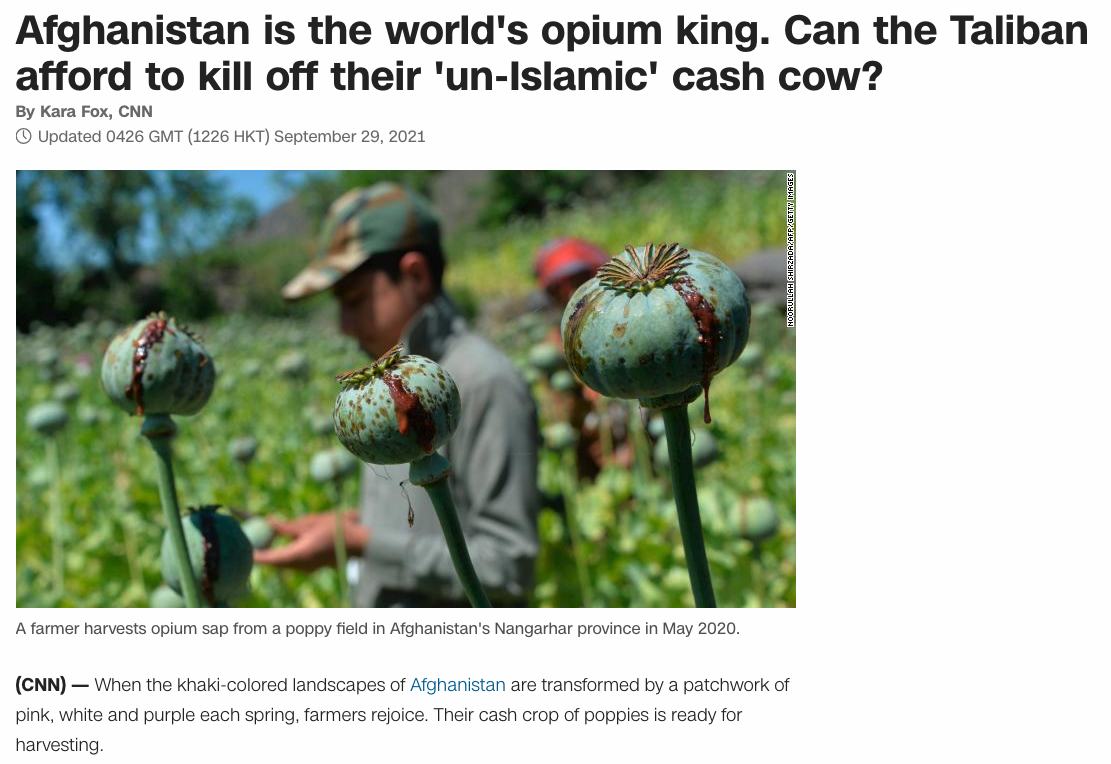 Afghanistan is the world's opium king. Can the Taliban
afford to kill off their 'un-Islamic' cash cow?
By Kara Fox, CNN
Updated 0426 GMT (1226 HKT) September 29, 2021
NOORULLAH SHIRZADA/AFP/GETTY IMAGES
A farmer harvests opium sap from a poppy field in Afghanistan's Nangarhar province in May 2020.
(CNN) — When the khaki-colored landscapes of Afghanistan are transformed by a patchwork of
pink, white and purple each spring, farmers rejoice. Their cash crop of poppies is ready for
harvesting.